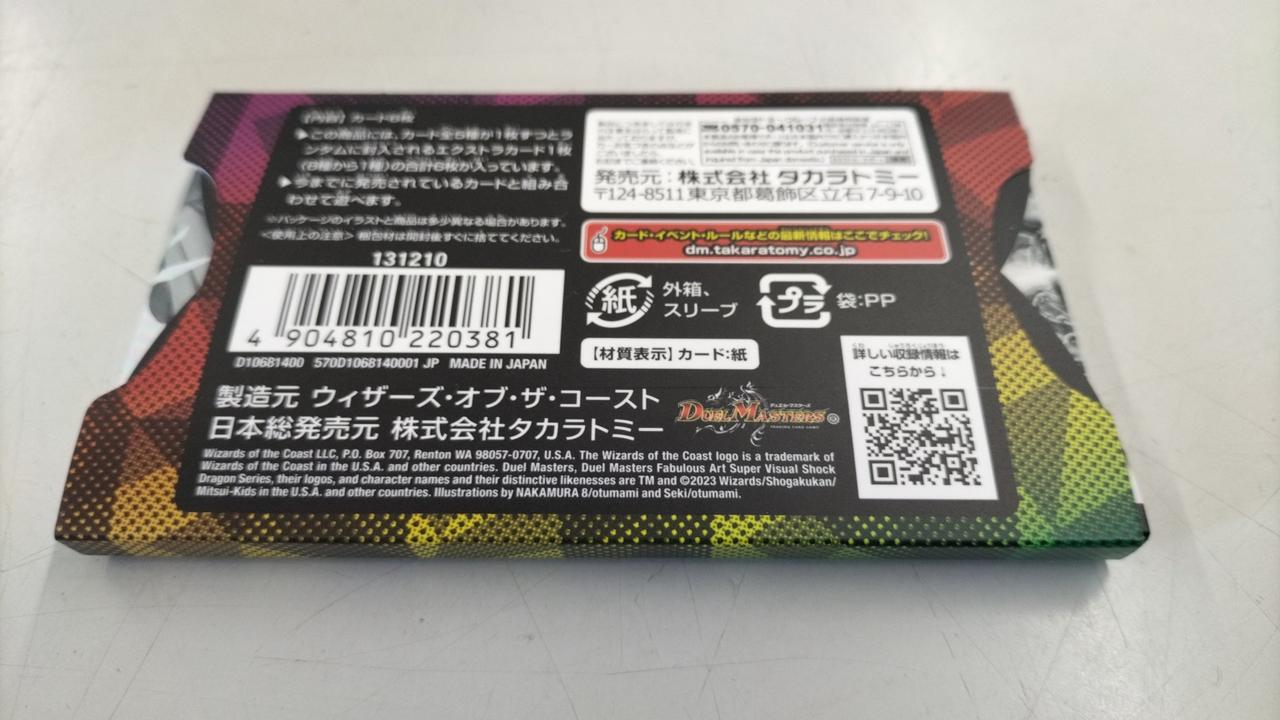 【内容】カード6枚
▶この商品には、カード全5種が1枚ずつとラ
ンダムに封入されるエクストラカード1枚
(8種から1種)の合計6枚が入っています。
▶今までに発売されているカードと組み合
わせて遊べます。
※パッケージのイラストと商品は多少異なる場合があります。
<使用上の注意> 梱包材は開封後すぐに捨ててください。
131210
4 904810 220381
D10681400 570D1068140001 JP MADE IN JAPAN
製造元 ウィザーズ・オブ・ザ・コースト
日本総発売元 株式会社タカラトミー
Wizards of the Coast LLC, P.O. Box 707, Renton WA 98057-0707, U.S.A. The Wizards of the Coast logo is a trademark of
Wizards of the Coast in the U.S.A. and other countries. Duel Masters, Duel Masters Fabulous Art Super Visual Shock
Dragon Series, their logos, and character names and their distinctive likenesses are TM and ©2023 Wizards/Shogakukan/
Mitsui-Kids in the U.S.A. and other countries. Illustrations by NAKAMURA 8/otumami and Seki/otumami.
0570-041031
発売元：株式会社 タカラトミー
〒124-8511 東京都葛飾区立石7-9-10
カード・イベント・ルールなどの最新情報はここでチェック!
dm.takaratomy.co.jp
紙
外箱、
スリーブ
プラ
袋:PP
【材質表示】カード:紙
DUEL MASTERS
詳しい収録情報は
こちらから↓